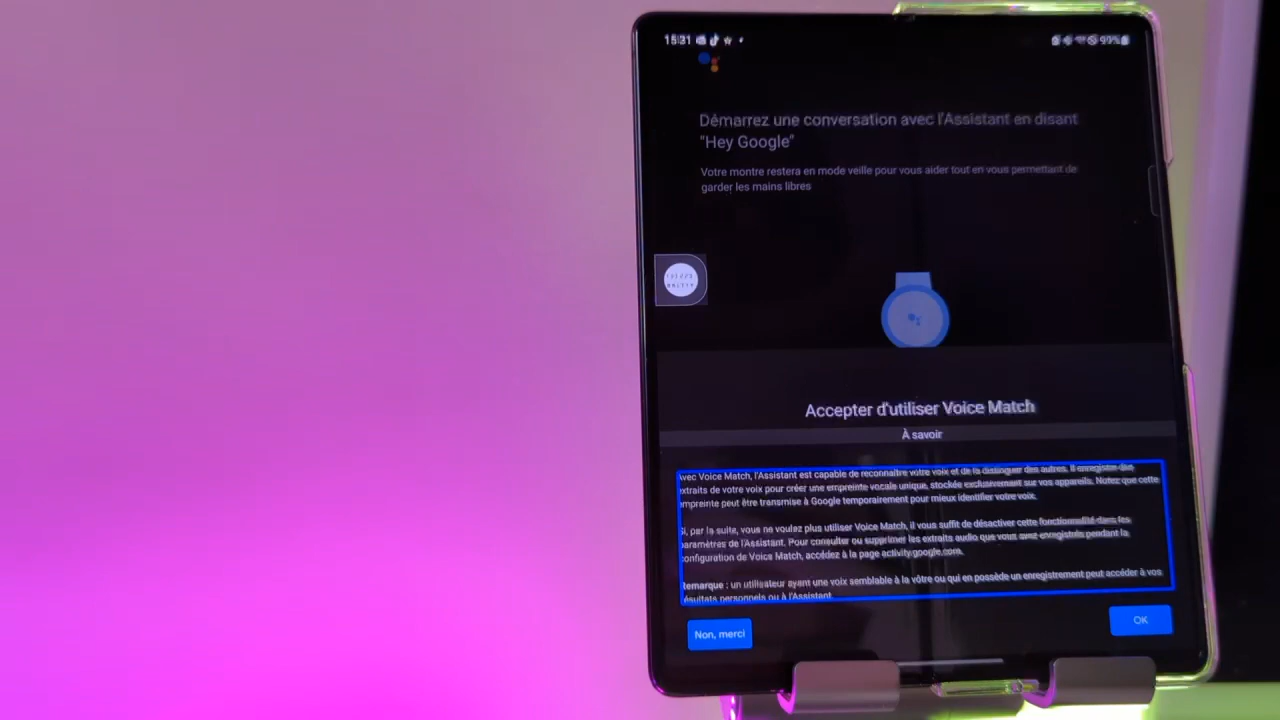 15:31
99%
Démarrez une conversation avec l'Assistant en disant
"Hey Google"
Votre montre restera en mode veille pour vous aider tout en vous permettant de
garder les mains libres
Accepter d'utiliser Voice Match
À savoir
Avec Voice Match, l'Assistant est capable de reconnaître votre voix et de la distinguer des autres. Il enregistre des
extraits de votre voix pour créer une empreinte vocale unique, stockée exclusivement sur vos appareils. Notez que cette
empreinte peut être transmise à Google temporairement pour mieux identifier votre voix.
Si, par la suite, vous ne voulez plus utiliser Voice Match, il vous suffit de désactiver cette fonctionnalité dans les
paramètres de l'Assistant. Pour consulter ou supprimer les extraits audio que vous avez enregistrés pendant la
configuration de Voice Match, accédez à la page activity.google.com.
Remarque : un utilisateur ayant une voix semblable à la vôtre ou qui en possède un enregistrement peut accéder à vos
résultats personnels ou à l'Assistant.
Non, merci
OK